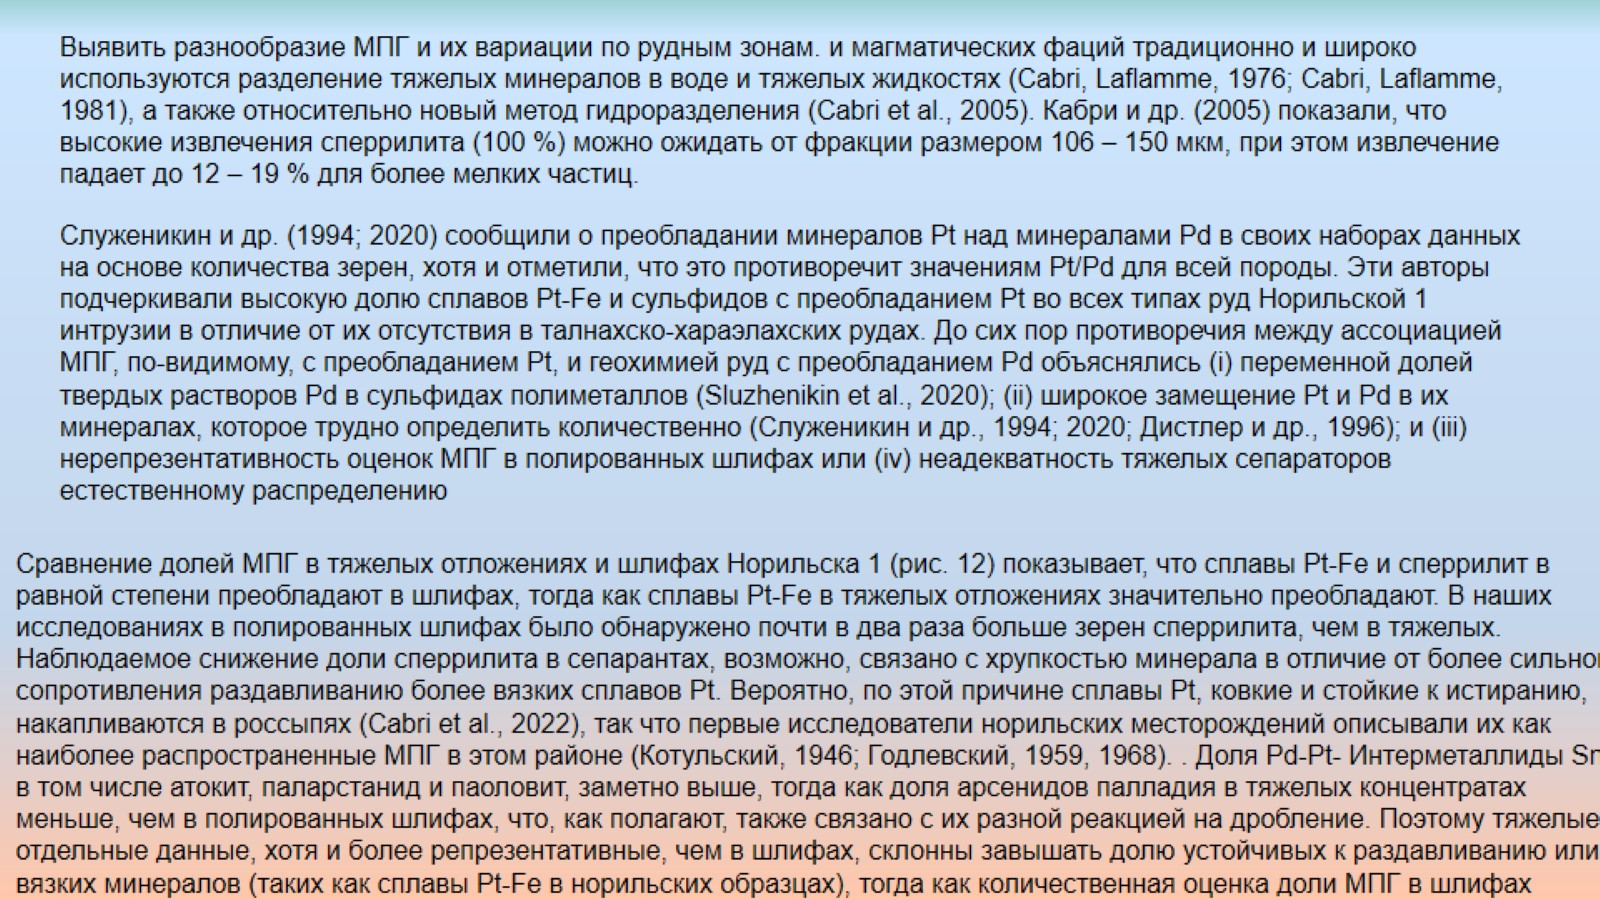 Выявить разнообразие МПГ и их вариации по рудным зонам. и магматических фаций традиционно и широко
используются разделение тяжелых минералов в воде и тяжелых жидкостях (Cabri, Laflamme, 1976; Cabri, Laflamme,
1981), а также относительно новый метод гидроразделения (Cabri et al., 2005). Кабри и др. (2005) показали, что
высокие извлечения сперрилита (100 %) можно ожидать от фракции размером 106 – 150 мкм, при этом извлечение
падает до 12 – 19 % для более мелких частиц.
Служеникин и др. (1994; 2020) сообщили о преобладании минералов Pt над минералами Pd в своих наборах данных
на основе количества зерен, хотя и отметили, что это противоречит значениям Pt/Pd для всей породы. Эти авторы
подчеркивали высокую долю сплавов Pt-Fe и сульфидов с преобладанием Pt во всех типах руд Норильской 1
интрузии в отличие от их отсутствия в талнахско-хараэлахских рудах. До сих пор противоречия между ассоциацией
МПГ, по-видимому, с преобладанием Pt, и геохимией руд с преобладанием Pd объяснялись (i) переменной долей
твердых растворов Pd в сульфидах полиметаллов (Sluzhenikin et al., 2020); (ii) широкое замещение Pt и Pd в их
минералах, которое трудно определить количественно (Служеникин и др., 1994; 2020; Дистлер и др., 1996); и (iii)
нерепрезентативность оценок МПГ в полированных шлифах или (iv) неадекватность тяжелых сепараторов
естественному распределению
Сравнение долей МПГ в тяжелых отложениях и шлифах Норильска 1 (рис. 12) показывает, что сплавы Pt-Fe и сперрилит в
равной степени преобладают в шлифах, тогда как сплавы Pt-Fe в тяжелых отложениях значительно преобладают. В наших
исследованиях в полированных шлифах было обнаружено почти в два раза больше зерен сперрилита, чем в тяжелых.
Наблюдаемое снижение доли сперрилита в сепарантах, возможно, связано с хрупкостью минерала в отличие от более
сопротивления раздавливанию более вязких сплавов Pt. Вероятно, по этой причине сплавы Pt, ковкие и стойкие к истиранию,
накапливаются в россыпях (Cabri et al., 2022), так что первые исследователи норильских месторождений описывали их как
наиболее распространенные МПГ в этом районе (Котульский, 1946; Годлевский, 1959, 1968). . Доля Pd-Pt- Интерметаллиды
в том числе атокит, паларстанид и паоловит, заметно выше, тогда как доля арсенидов палладия в тяжелых концентратах
меньше, чем в полированных шлифах, что, как полагают, также связано с их разной реакцией на дробление. Поэтому тяжелые
отдельные данные, хотя и более репрезентативные, чем в шлифах, склонны завышать долю устойчивых к раздавливанию или
вязких минералов (таких как сплавы Pt-Fe в норильских образцах), тогда как количественная оценка доли МПГ в шлифах